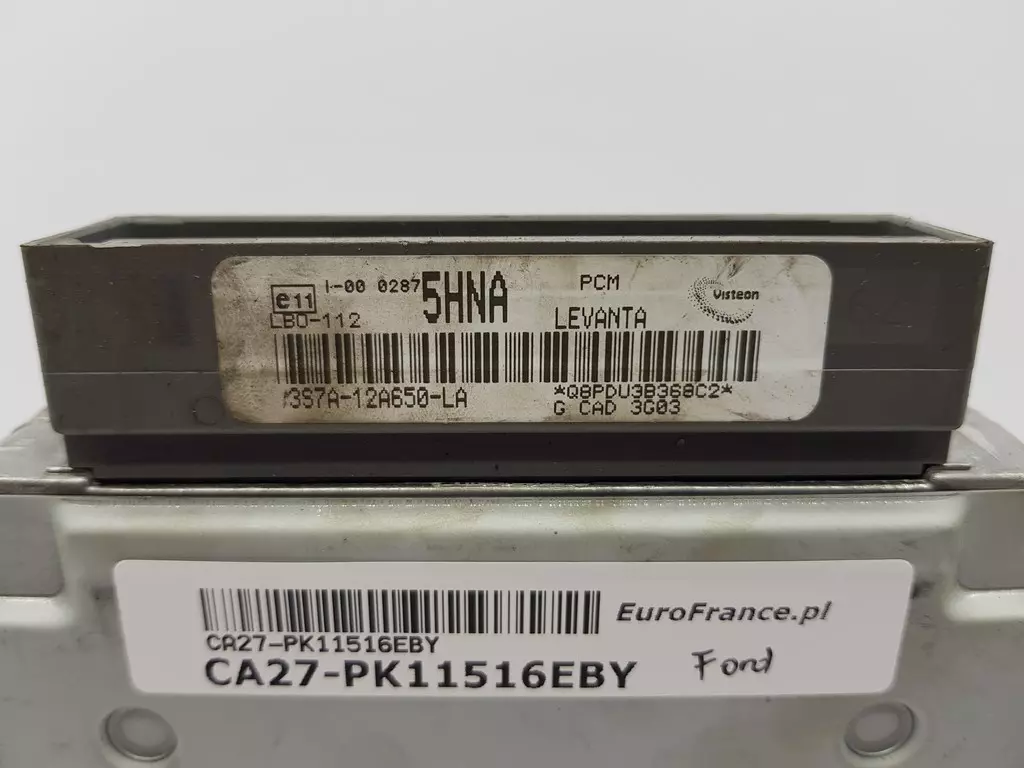 e11 I-00 0287 5HNA PCM Visteon
LBO-112 LEVANTA
3S7A-12A650-LA *Q8PDU3B368C2*
G CAD 3G03
CA27-PK11516EBY EuroFrance.pl
CA27-PK11516EBY Ford